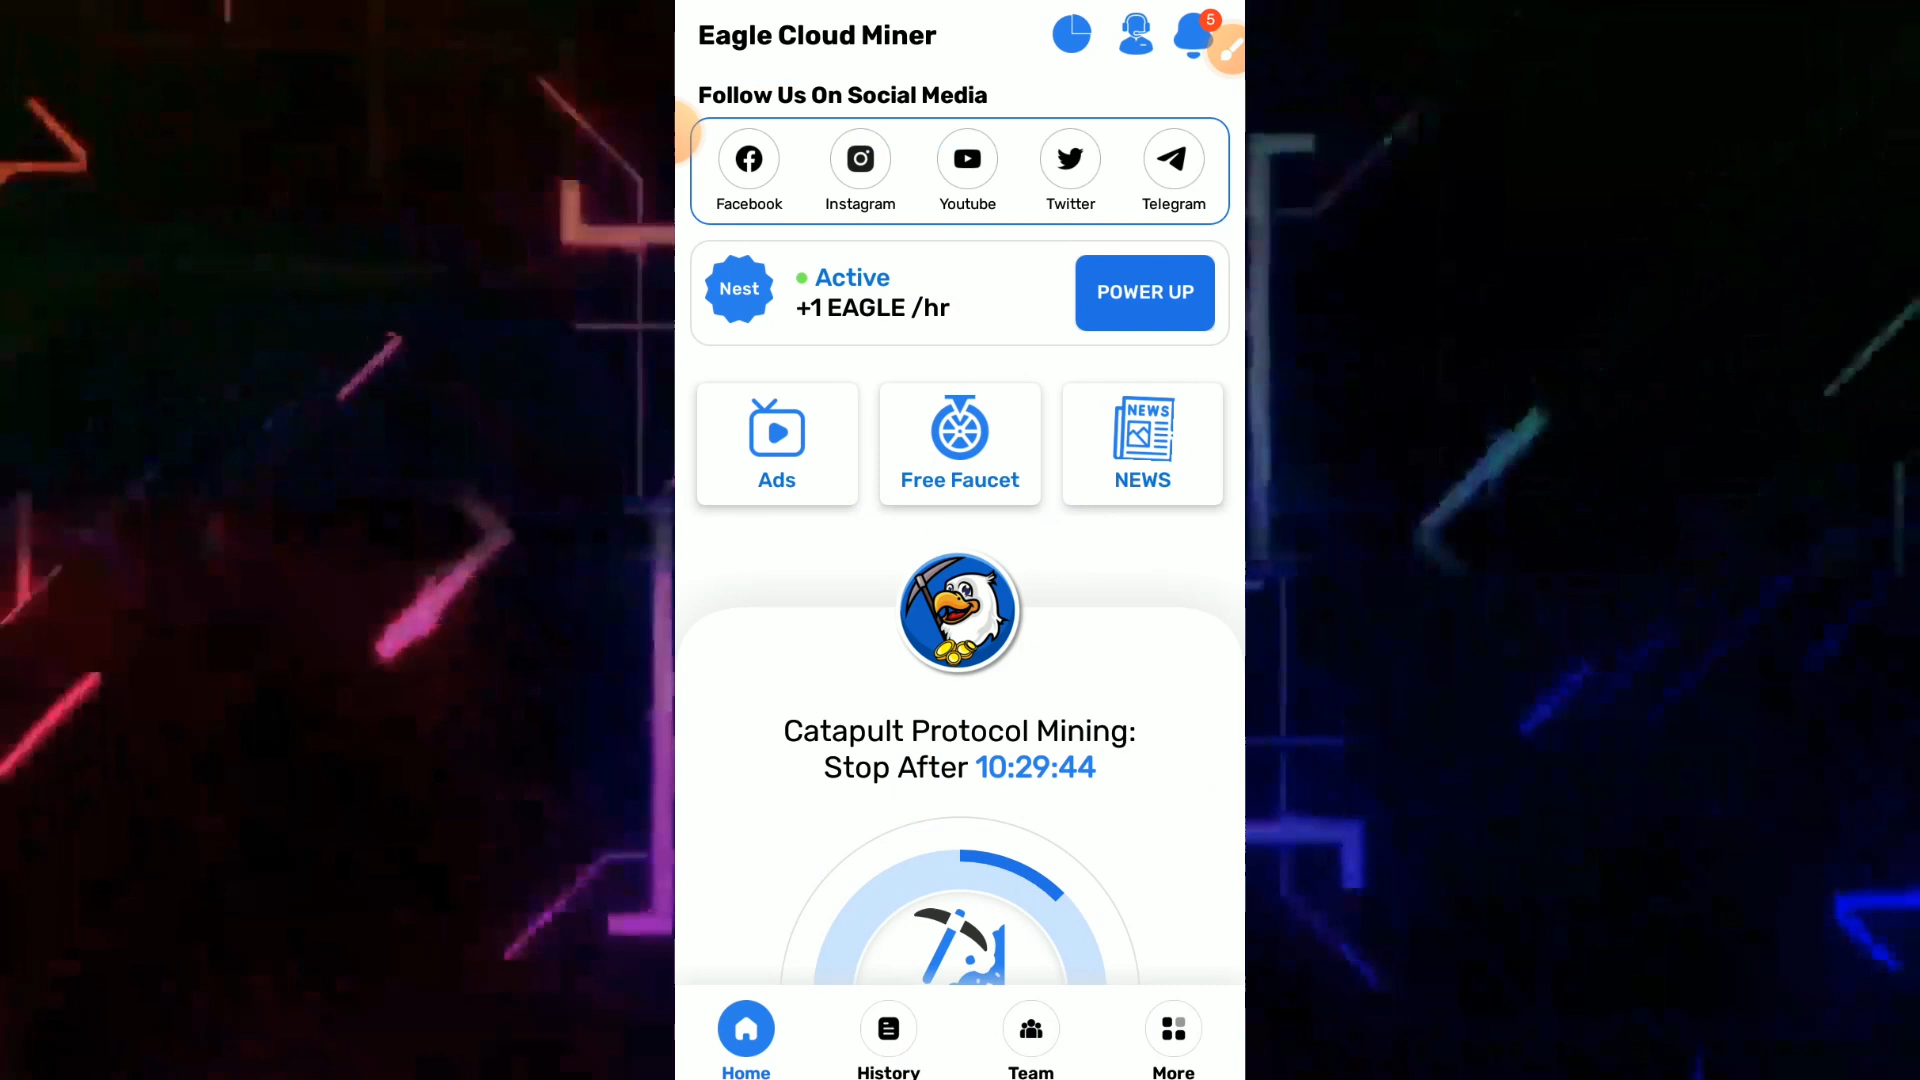 Eagle Cloud Miner
5
Follow Us On Social Media
Facebook Instagram Youtube Twitter Telegram
Nest
Active
+1 EAGLE /hr
POWER UP
NEWS
Ads Free Faucet NEWS
Catapult Protocol Mining:
Stop After 10:29:44
Home History Team More